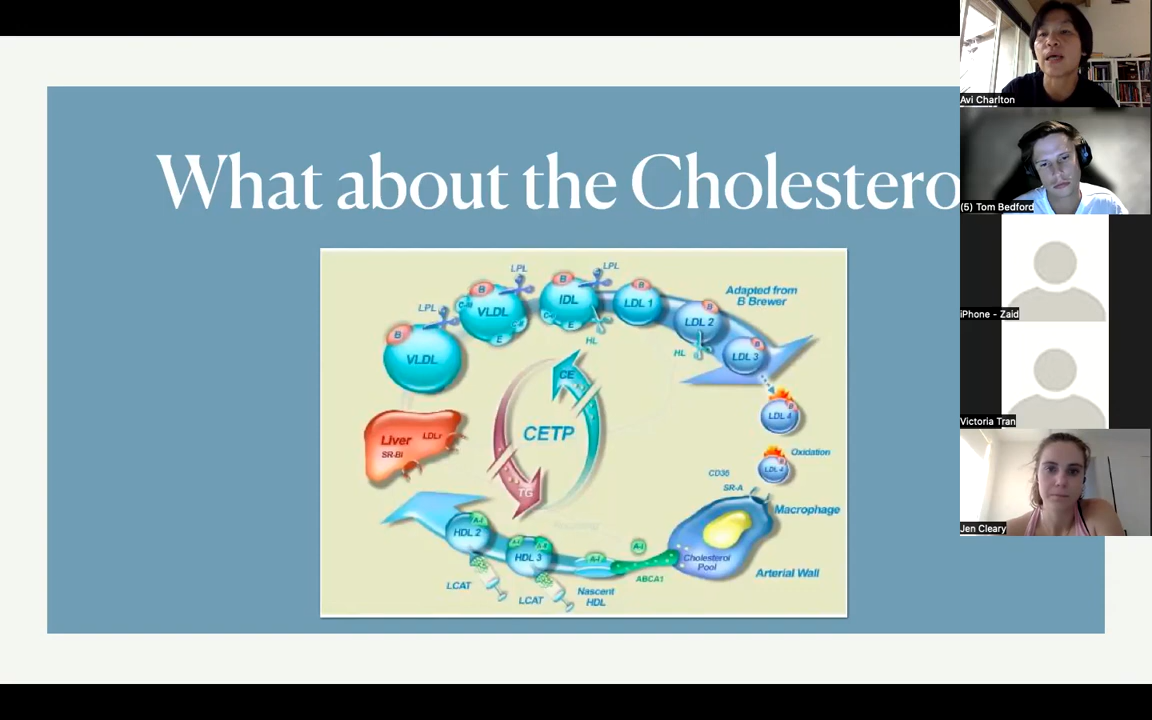 What about the Cholestero
Adapted from
B Brewer
LPL
LPL
LPL
B
B
B
B
B
B
B
VLDL
VLDL
IDL
LDL 1
LDL 2
LDL 3
LDL 4
LDL 4
C-II
E
E
HL
HL
CE
CETP
TG
Liver
LDLr
SR-BI
Oxidation
CD36
SR-A
Macrophage
Cholesterol
Pool
Arterial Wall
ABCA1
A-I
A-I
A-I
A-I
A-I
HDL 2
HDL 3
LCAT
LCAT
Nascent
HDL
Avi Charlton
(5) Tom Bedford
iPhone - Zaid
Victoria Tran
Jen Cleary